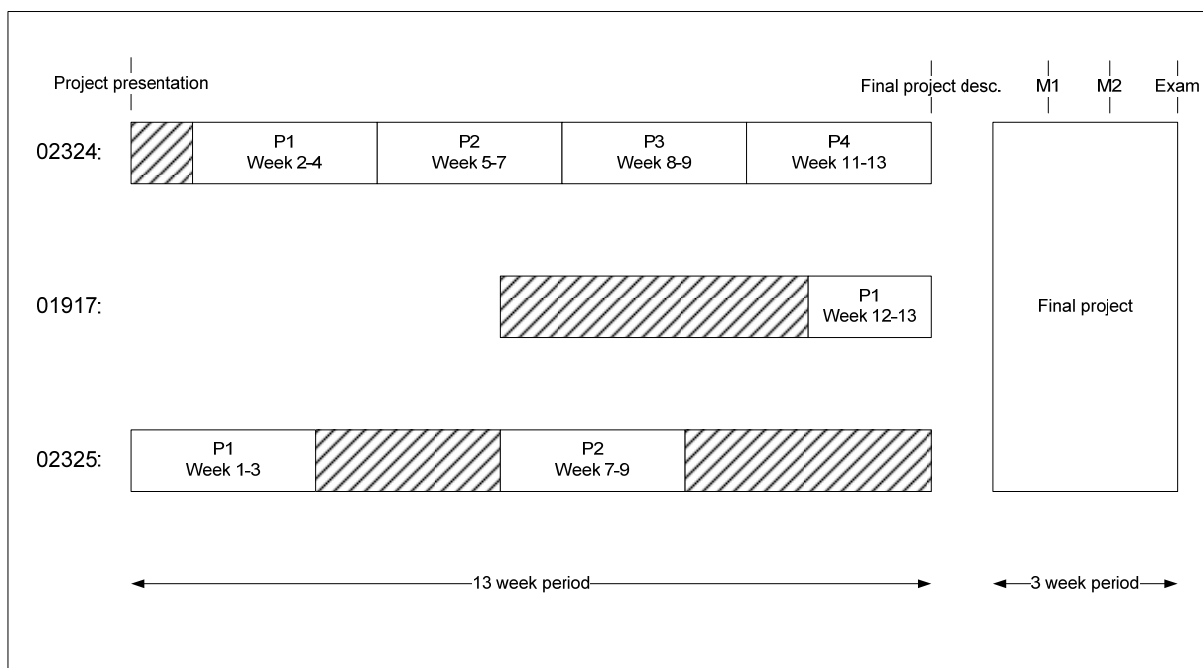 Project presentation
Final project desc.
M1
M2
Exam
02324:
P1
Week 2-4
P2
Week 5-7
P3
Week 8-9
P4
Week 11-13
01917:
P1
Week 12-13
Final project
02325:
P1
Week 1-3
P2
Week 7-9
13 week period
3 week period